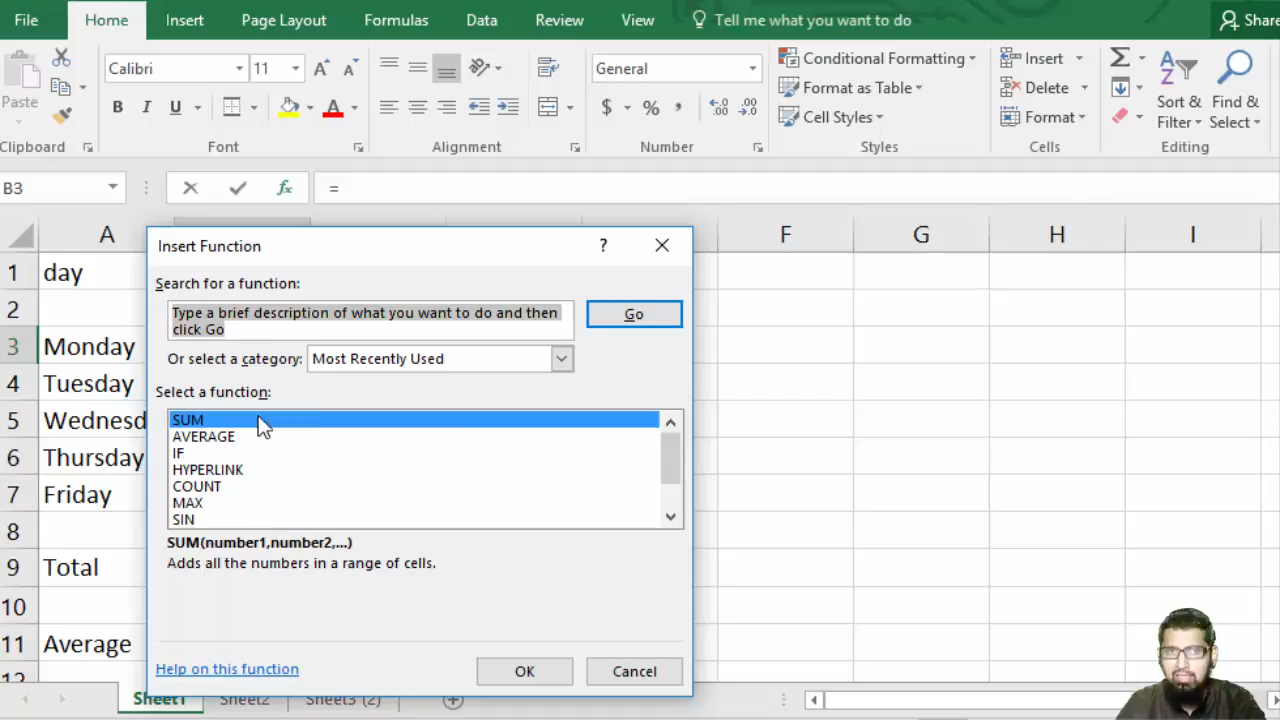 File Home Insert Page Layout Formulas Data Review View Tell me what you want to do Share
Calibri 11 General Conditional Formatting Insert
Paste B I U A $ % Format as Table Delete Sort & Find &
Cell Styles Format Filter Select
Clipboard Font Alignment Number Styles Cells Editing
B3 fx =
A F G H I
Insert Function ?
1 day
Search for a function:
2 Type a brief description of what you want to do and then Go
click Go
3 Monday
Or select a category: Most Recently Used
4 Tuesday
Select a function:
5 Wednesd SUM
AVERAGE
6 Thursday IF
HYPERLINK
7 Friday COUNT
MAX
8 SIN
SUM(number1,number2,...)
9 Total Adds all the numbers in a range of cells.
10
11 Average
Help on this function OK Cancel
12
Sheet1 Sheet2 Sheet3 (2)